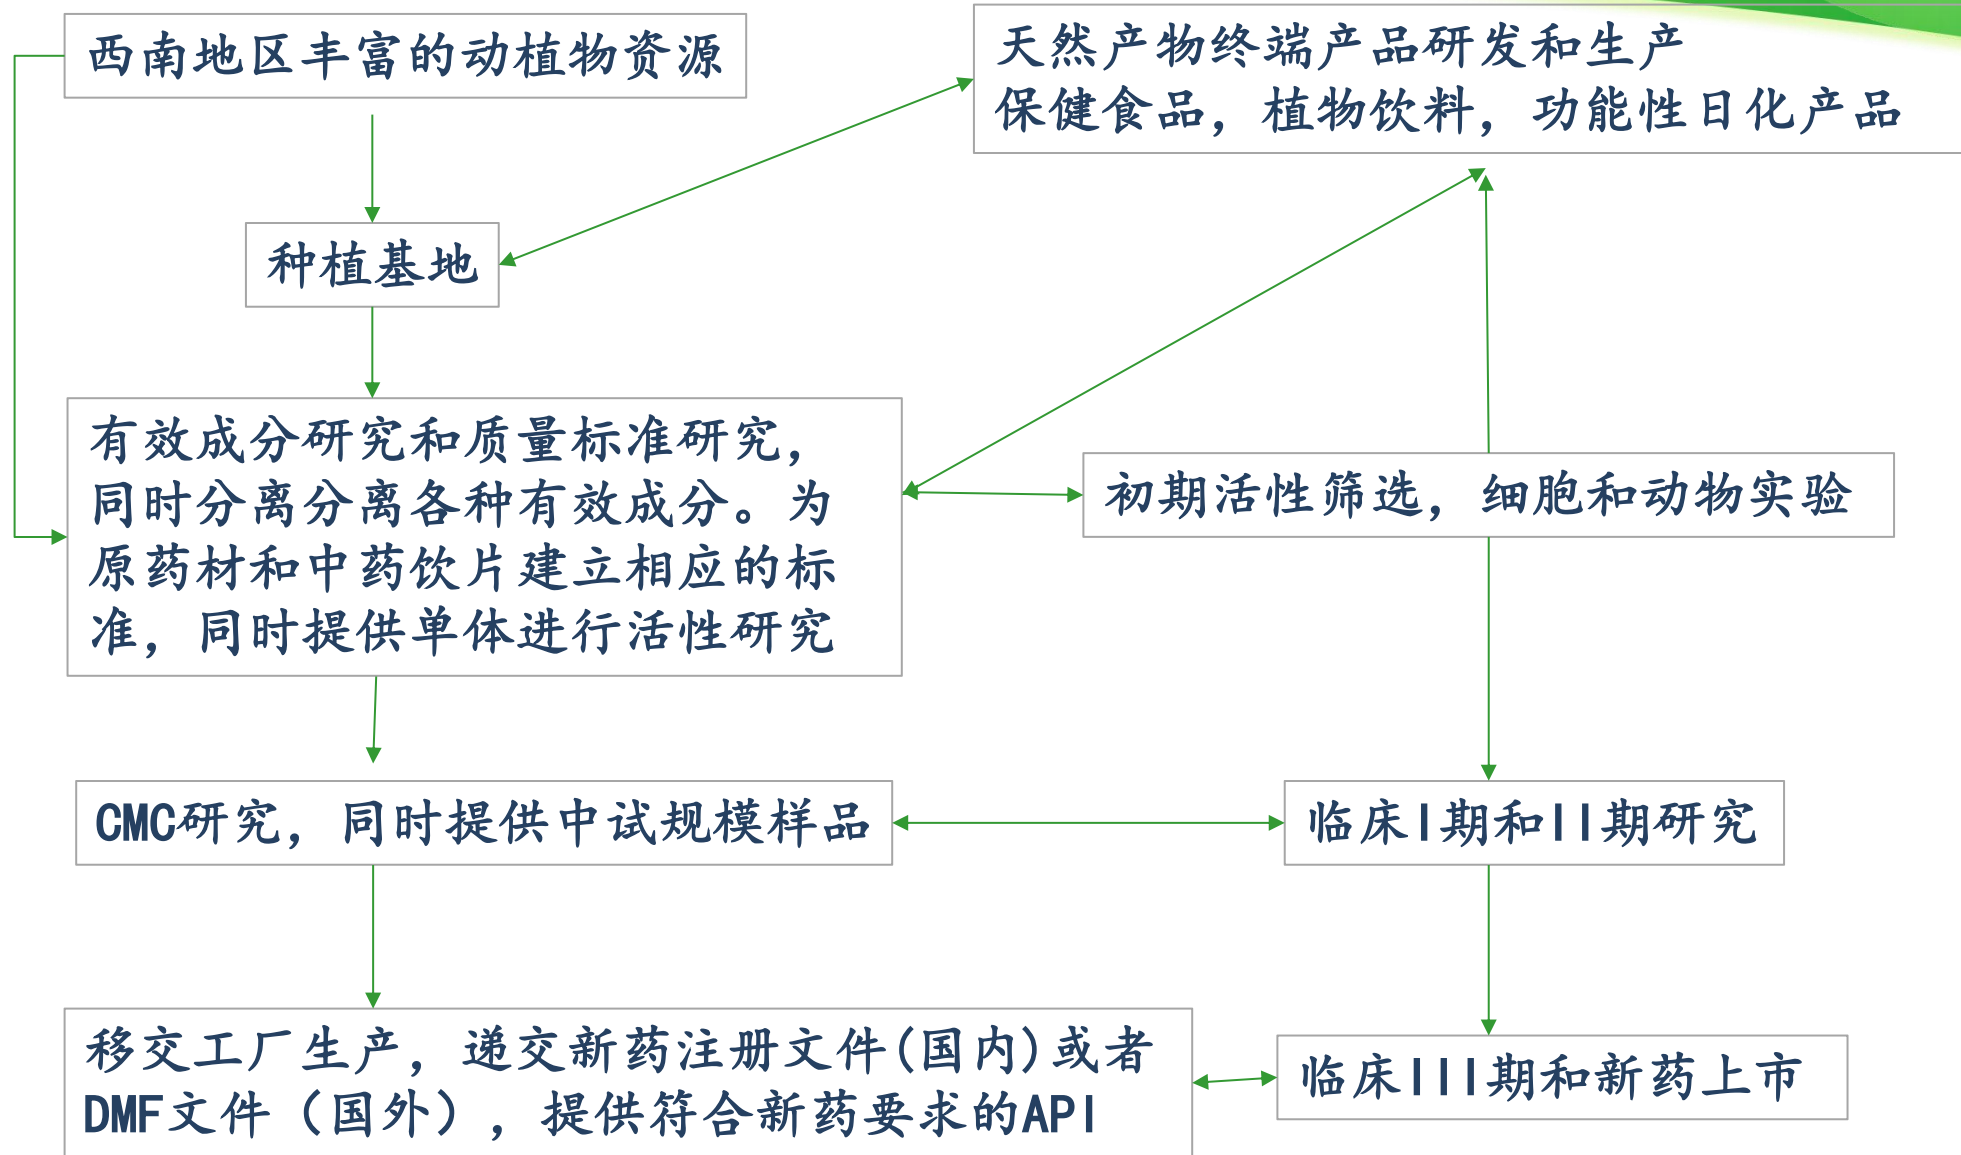 西南地区丰富的动植物资源
天然产物终端产品研发和生产
保健食品，植物饮料，功能性日化产品
种植基地
有效成分研究和质量标准研究，
同时分离分离各种有效成分。为
原药材和中药饮片建立相应的标
准，同时提供单体进行活性研究
初期活性筛选，细胞和动物实验
CMC研究，同时提供中试规模样品
临床I期和II期研究
移交工厂生产，递交新药注册文件(国内)或者
DMF文件（国外），提供符合新药要求的API
临床III期和新药上市